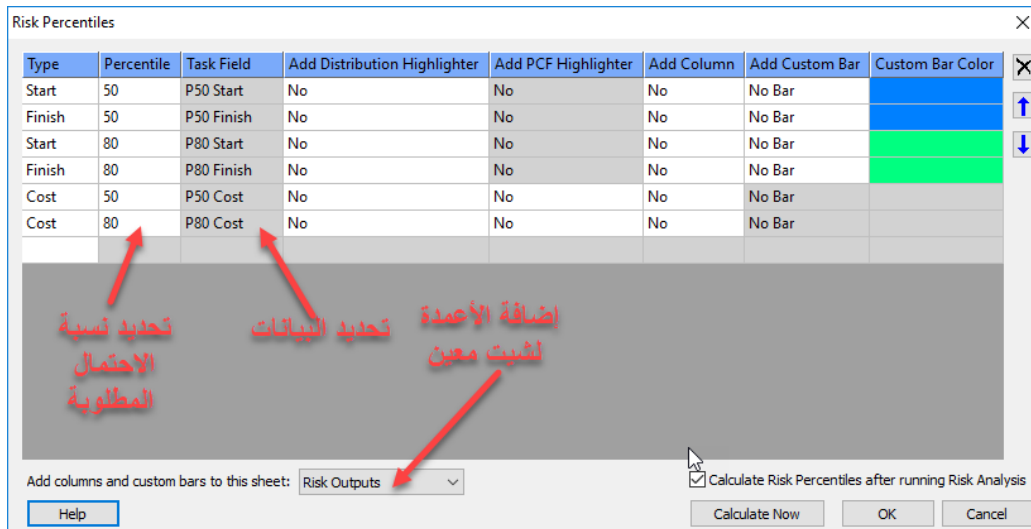 Risk Percentiles
Type Percentile Task Field Add Distribution Highlighter Add PCF Highlighter Add Column Add Custom Bar Custom Bar Color
Start 50 P50 Start No No No No Bar
Finish 50 P50 Finish No No No No Bar
Start 80 P80 Start No No No No Bar
Finish 80 P80 Finish No No No No Bar
Cost 50 P50 Cost No No No No Bar
Cost 80 P80 Cost No No No No Bar
تحديد نسبة
الاحتمال
المطلوبة
تحديد البيانات
إضافة الأعمدة
لشيت معين
Add columns and custom bars to this sheet: Risk Outputs
Calculate Risk Percentiles after running Risk Analysis
Help Calculate Now OK Cancel